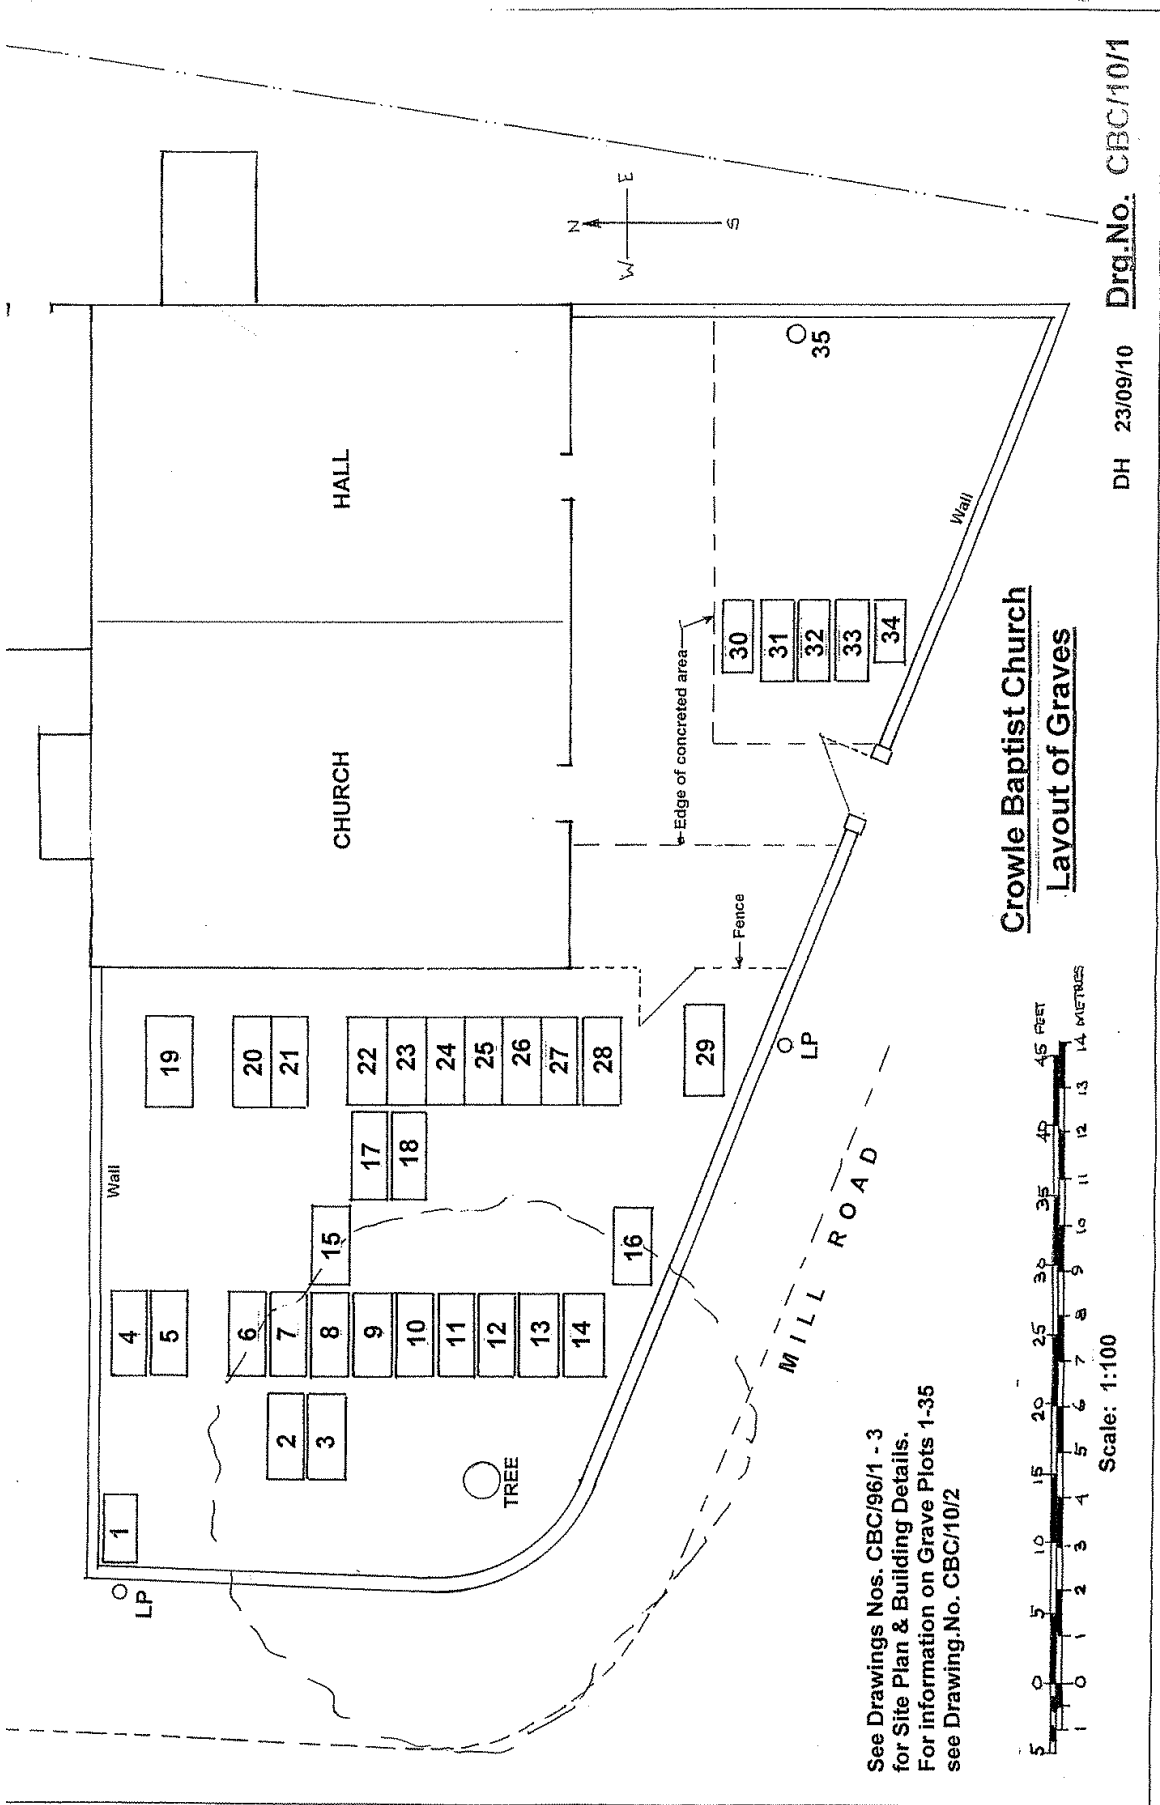 LP
1
Wall
4
5
19
2
3
6
7
8
9
10
11
12
13
14
15
16
17
18
20
21
22
23
24
25
26
27
28
29
TREE
CHURCH
HALL
Fence
Edge of concreted area
30
31
32
33
34
35
N
W
E
S
Wall
LP
MILL ROAD
See Drawings Nos. CBC/96/1 - 3
for Site Plan & Building Details.
For information on Grave Plots 1-35
see Drawing.No. CBC/10/2
Crowle Baptist Church
Layout of Graves
5 0 5 10 15 20 25 30 35 40 45 FEET
1 0 1 2 3 4 5 6 7 8 9 10 11 12 13 14 METRES
Scale: 1:100
DH 23/09/10 Drg.No. CBC/10/1